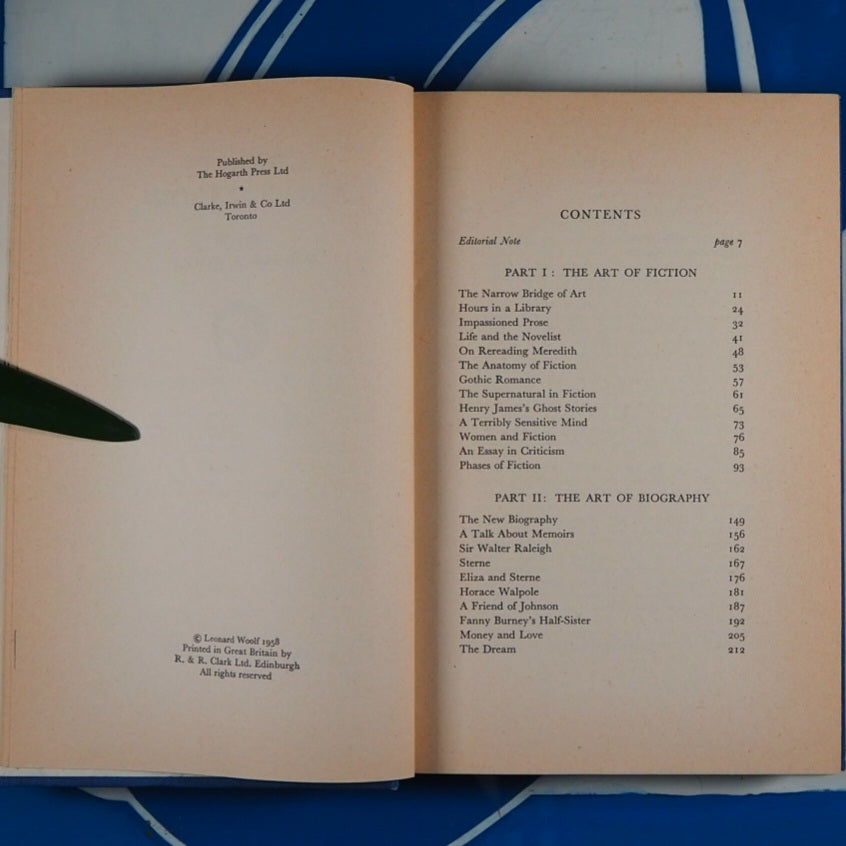 Published by
The Hogarth Press Ltd
★
Clarke, Irwin & Co Ltd
Toronto
© Leonard Woolf 1958
Printed in Great Britain by
R. & R. Clark Ltd. Edinburgh
All rights reserved
CONTENTS
Editorial Note page 7
PART I : THE ART OF FICTION
The Narrow Bridge of Art 11
Hours in a Library 24
Impassioned Prose 32
Life and the Novelist 41
On Rereading Meredith 48
The Anatomy of Fiction 53
Gothic Romance 57
The Supernatural in Fiction 61
Henry James's Ghost Stories 65
A Terribly Sensitive Mind 73
Women and Fiction 76
An Essay in Criticism 85
Phases of Fiction 93
PART II: THE ART OF BIOGRAPHY
The New Biography 149
A Talk About Memoirs 156
Sir Walter Raleigh 162
Sterne 167
Eliza and Sterne 176
Horace Walpole 181
A Friend of Johnson 187
Fanny Burney's Half-Sister 192
Money and Love 205
The Dream 212